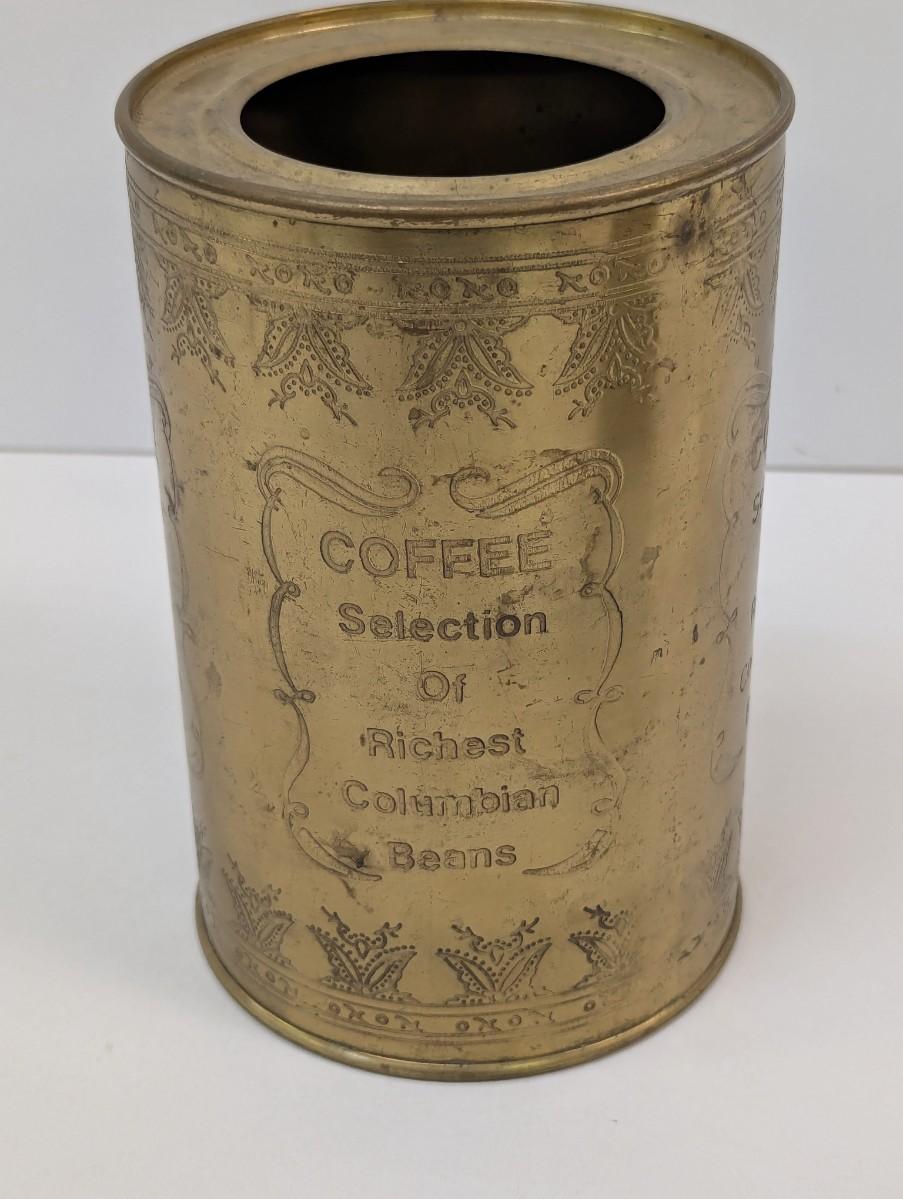 COFFEE
Selection
Of
Richest
Columbian
Beans